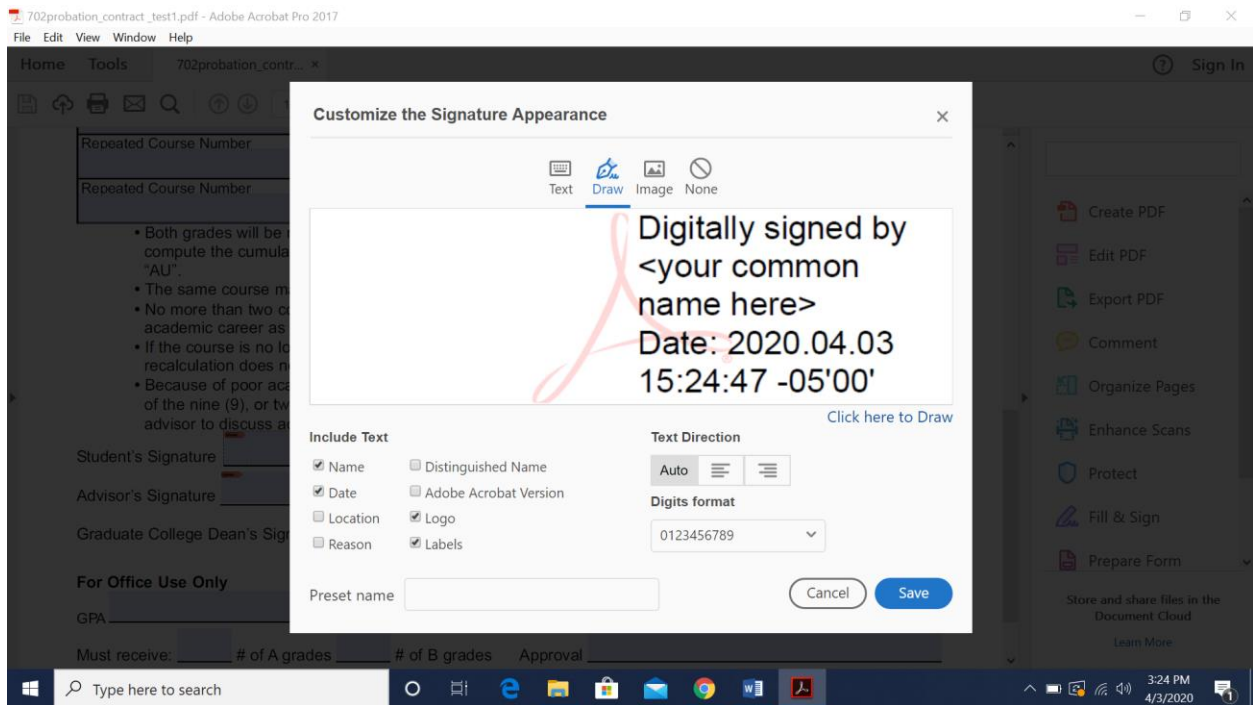 702probation_contract _test1.pdf - Adobe Acrobat Pro 2017
File Edit View Window Help
Home Tools 702probation_contr... × Sign In
Customize the Signature Appearance
Text Draw Image None
Digitally signed by
<your common
name here>
Date: 2020.04.03
15:24:47 -05'00'
Click here to Draw
Include Text
Name Distinguished Name
Date Adobe Acrobat Version
Location Logo
Reason Labels
Text Direction
Auto
Digits format
0123456789
Preset name
Cancel Save
Repeated Course Number
Repeated Course Number
• Both grades will be
compute the cumula
"AU".
• The same course m
• No more than two co
academic career as
• If the course is no lo
recalculation does n
• Because of poor aca
of the nine (9), or tw
advisor to discuss a
Student's Signature
Advisor's Signature
Graduate College Dean's Sig
For Office Use Only
GPA
Must receive: # of A grades # of B grades Approval
Create PDF
Edit PDF
Export PDF
Comment
Organize Pages
Enhance Scans
Protect
Fill & Sign
Prepare Form
Store and share files in the
Document Cloud
Learn More
Type here to search
3:24 PM
4/3/2020
1